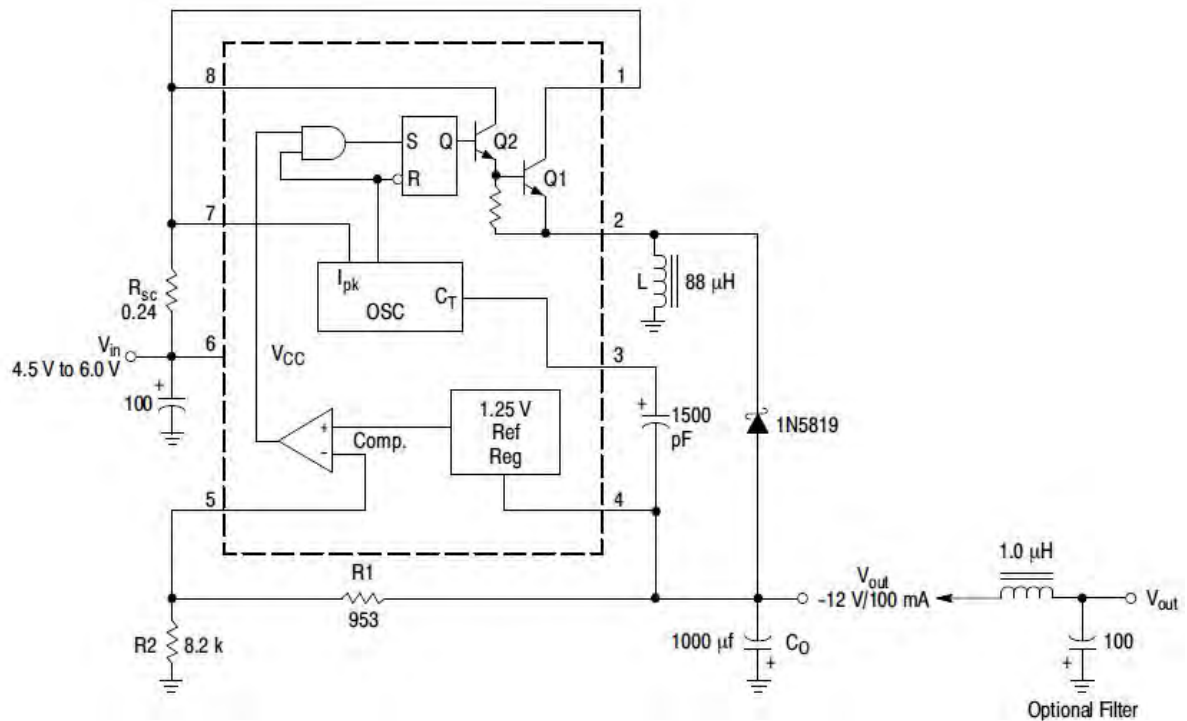 8
1
S
Q
Q2
R
Q1
7
2
Ipk
OSC
CT
L
88 µH
Rsc
0.24
Vin
4.5 V to 6.0 V
6
VCC
3
100
+
1.25 V
Ref
Reg
+
1500
pF
1N5819
+
-
Comp.
5
4
R1
953
1.0 µH
Vout
-12 V/100 mA
Vout
R2
8.2 k
1000 µf
CO
+
100
+
Optional Filter